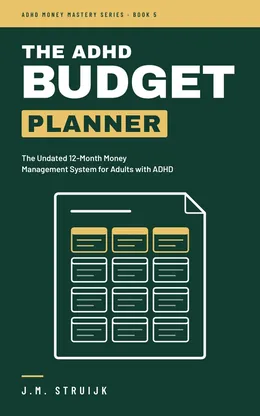 ADHD MONEY MASTERY SERIES · BOOK 5
THE ADHD
BUDGET
PLANNER
The Undated 12-Month Money
Management System for Adults with ADHD
J.M. STRUIJK